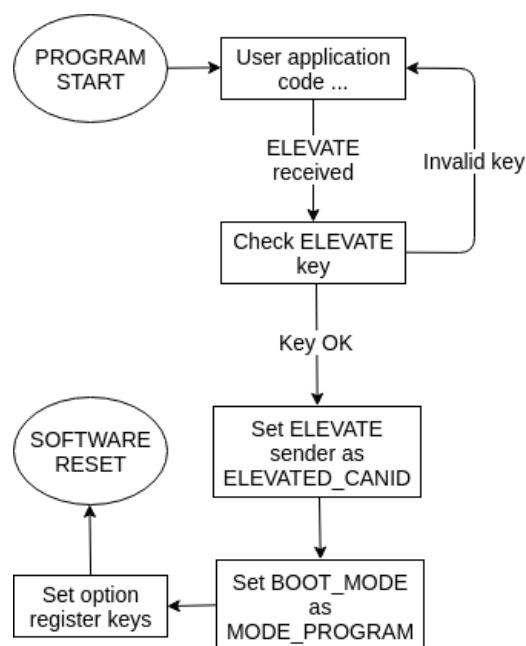 PROGRAM
START
User application
code ...
ELEVATE
received
Invalid key
Check ELEVATE
key
Key OK
Set ELEVATE
sender as
ELEVATED_CANID
SOFTWARE
RESET
Set BOOT_MODE
as
MODE_PROGRAM
Set option
register keys